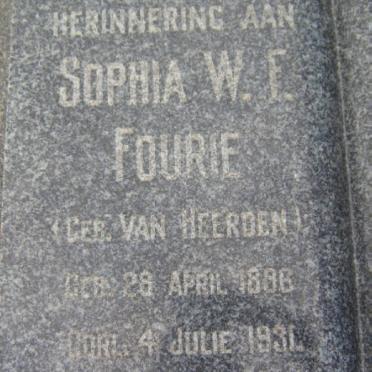 HERINNERING AAN
SOPHIA W. F.
FOURIE
(GEB. VAN HEERDEN)
GEB. 28 APRIL 1886
OORL. 4 JULIE 1931.